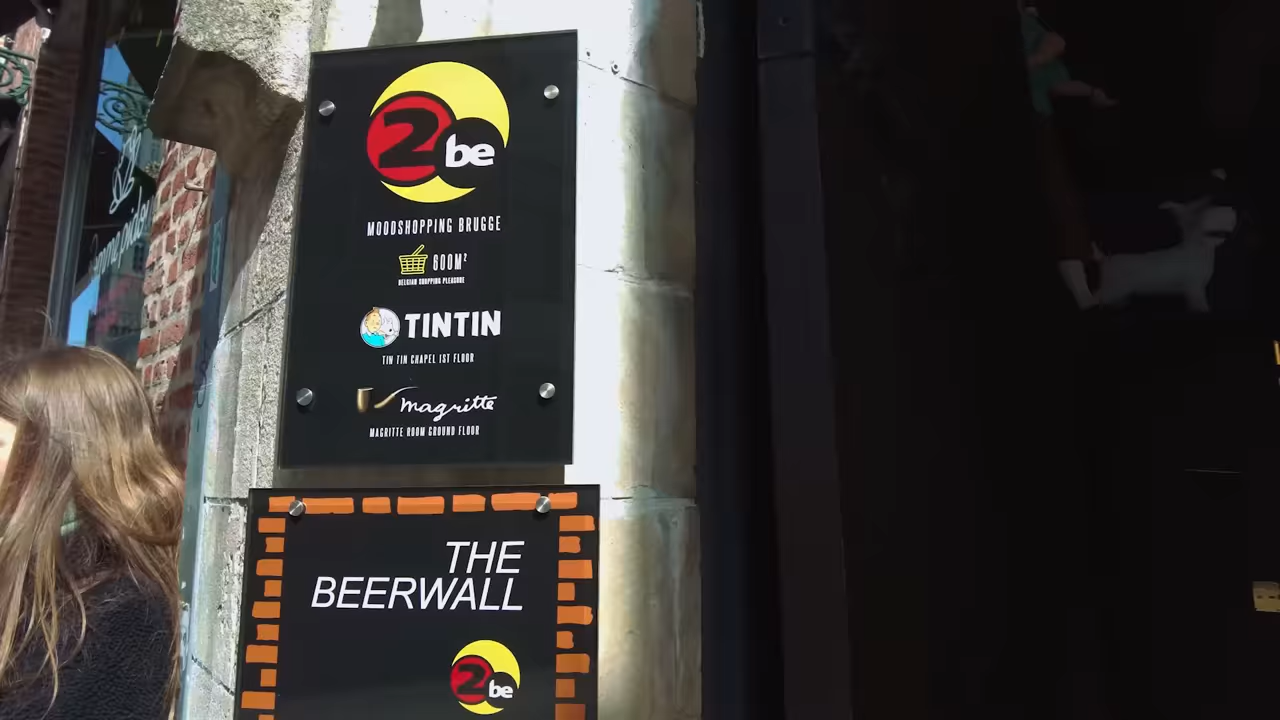 2be
MOODSHOPPING BRUGGE
600M²
BELGIAN SHOPPING PLEASURE
TINTIN
TIN TIN CHAPEL 1ST FLOOR
magritte
MAGRITTE ROOM GROUND FLOOR
THE
BEERWALL
2be